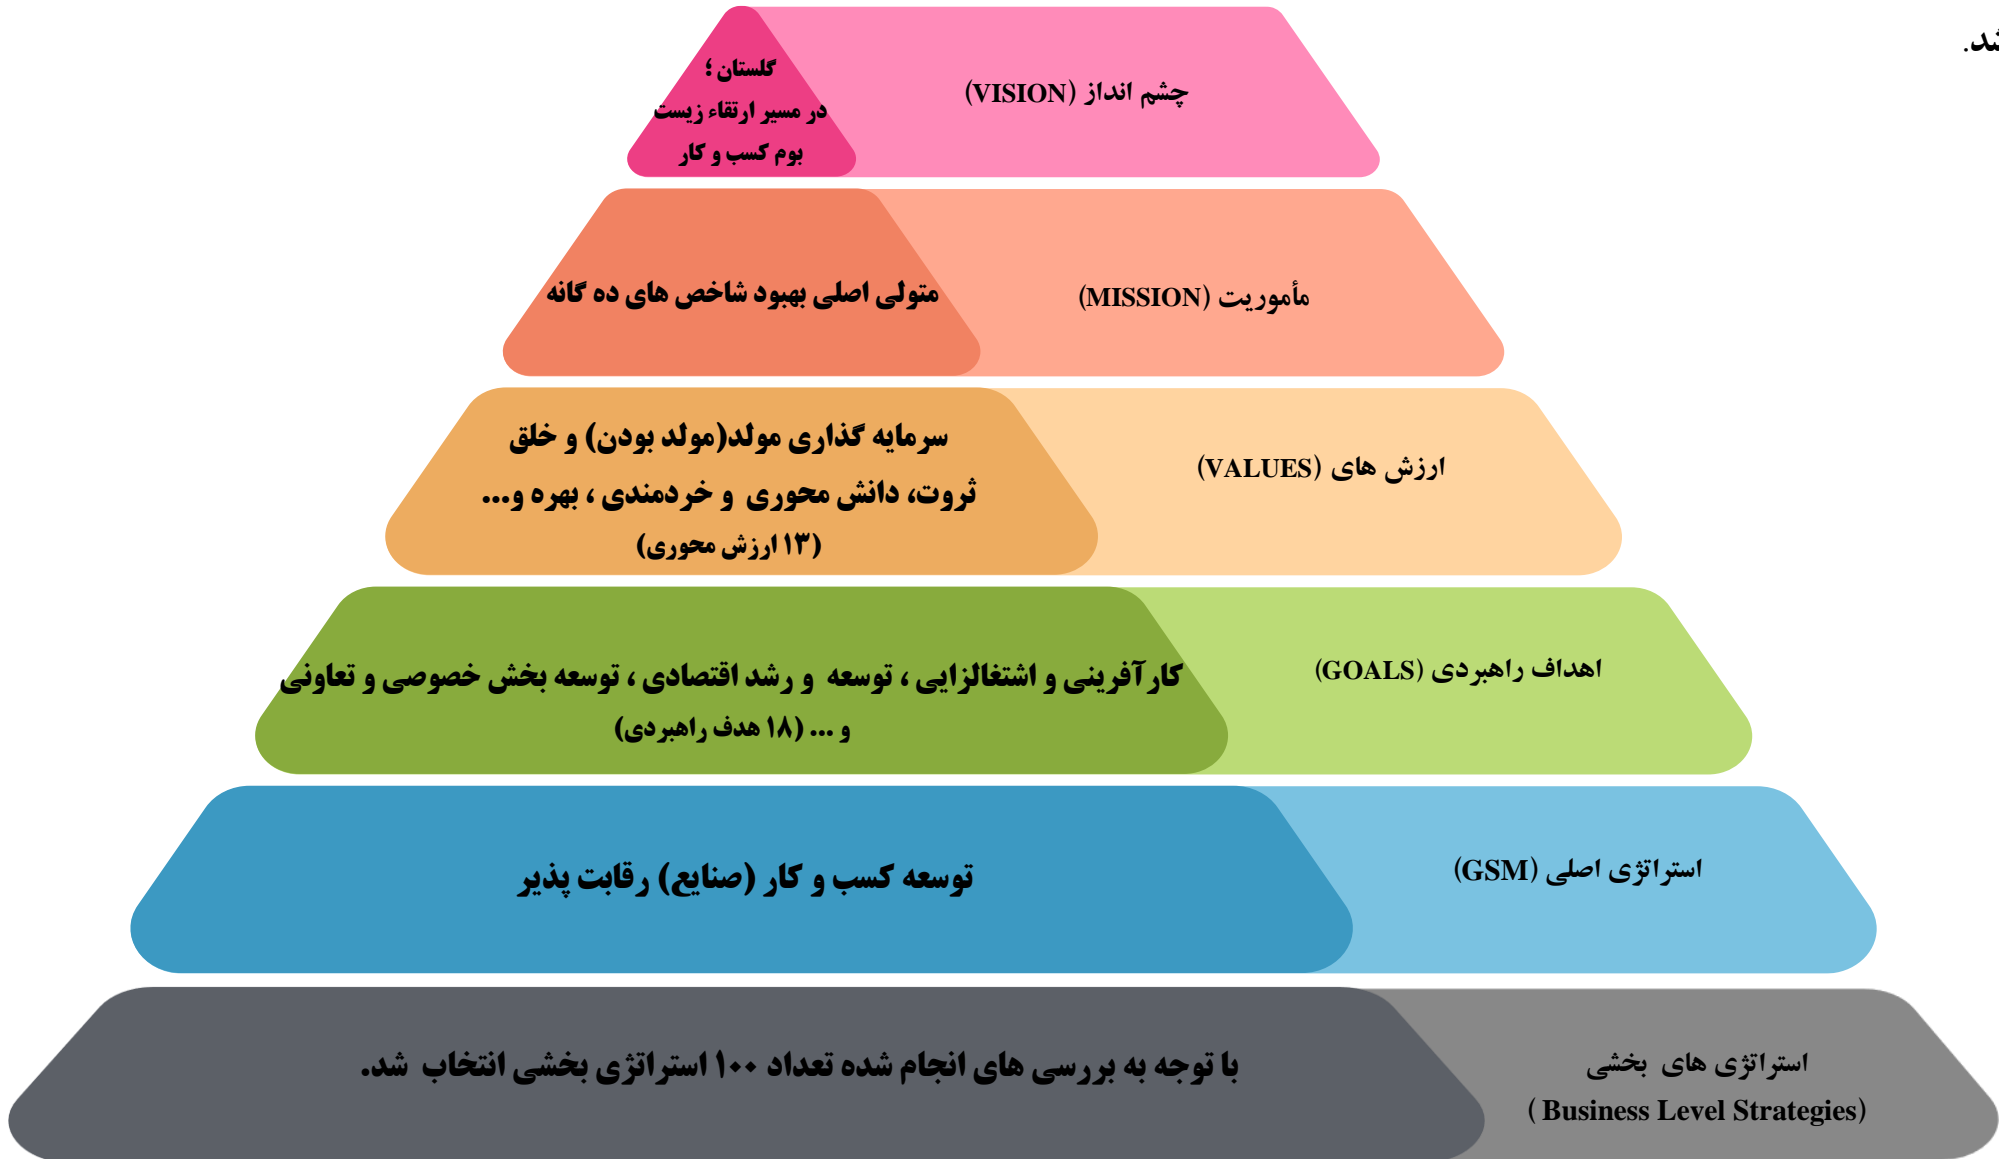 شد.
چشم انداز (VISION)
گلستان ؛
در مسیر ارتقاء زیست
بوم کسب و کار
مأموریت (MISSION)
متولی اصلی بهبود شاخص های ده گانه
ارزش های (VALUES)
سرمایه گذاری مولد(مولد بودن) و خلق
ثروت، دانش محوری و خردمندی ، بهره و...
(۱۳ ارزش محوری)
اهداف راهبردی (GOALS)
کارآفرینی و اشتغالزایی ، توسعه و رشد اقتصادی ، توسعه بخش خصوصی و تعاونی
و ... (۱۸ هدف راهبردی)
استراتژی اصلی (GSM)
توسعه کسب و کار (صنایع) رقابت پذیر
استراتژی های بخشی
(Business Level Strategies )
با توجه به بررسی های انجام شده تعداد ۱۰۰ استراتژی بخشی انتخاب شد.